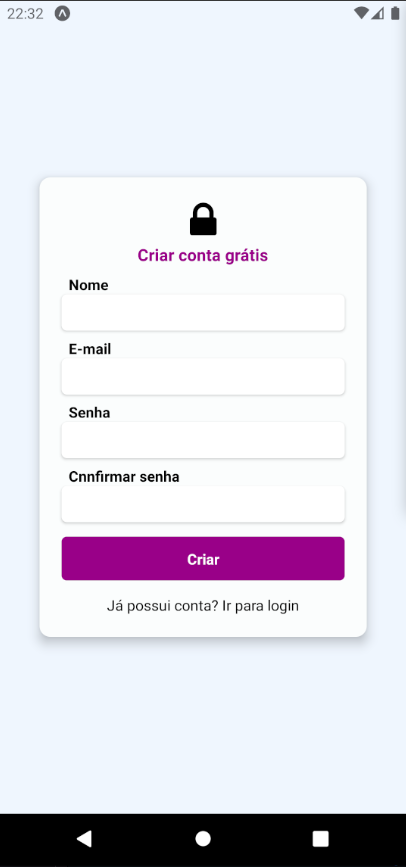 22:32
Criar conta grátis
Nome
E-mail
Senha
Cnnfirmar senha
Criar
Já possui conta? Ir para login